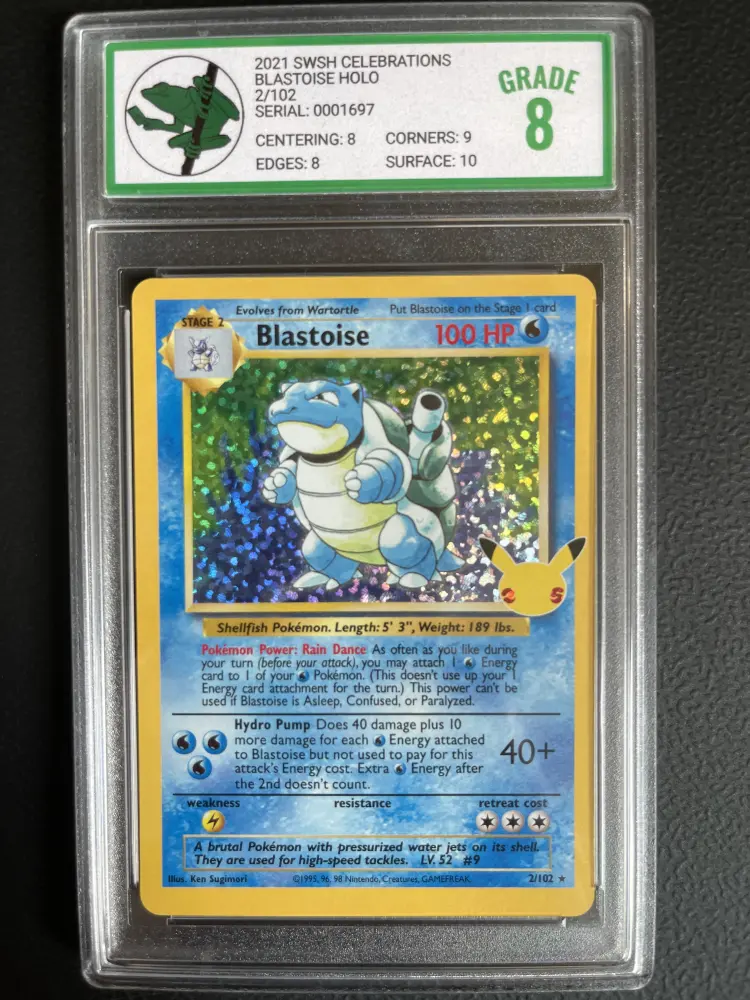 2021 SWSH CELEBRATIONS
BLASTOISE HOLO
2/102
SERIAL: 0001697
CENTERING: 8 CORNERS: 9
EDGES: 8 SURFACE: 10
GRADE
8
Evolves from Wartortle Put Blastoise on the Stage 1 card
STAGE 2
Blastoise 100 HP
25
Shellfish Pokémon. Length: 5' 3", Weight: 189 lbs.
Pokémon Power: Rain Dance As often as you like during
your turn (before your attack), you may attach 1 Energy
card to 1 of your Pokémon. (This doesn't use up your 1
Energy card attachment for the turn.) This power can't be
used if Blastoise is Asleep, Confused, or Paralyzed.
Hydro Pump Does 40 damage plus 10
more damage for each Energy attached
to Blastoise but not used to pay for this
attack's Energy cost. Extra Energy after
the 2nd doesn't count.
40+
weakness resistance retreat cost
A brutal Pokémon with pressurized water jets on its shell.
They are used for high-speed tackles. LV. 52 #9
Illus. Ken Sugimori ©1995, 96, 98 Nintendo, Creatures, GAMEFREAK. 2/102 ★